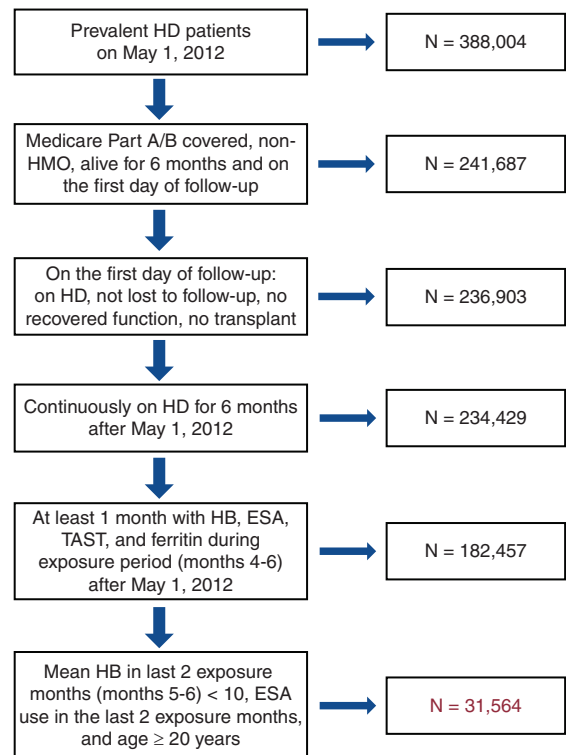 Prevalent HD patients
on May 1, 2012
N = 388,004
Medicare Part A/B covered, non-
HMO, alive for 6 months and on
the first day of follow-up
N = 241,687
On the first day of follow-up:
on HD, not lost to follow-up, no
recovered function, no transplant
N = 236,903
Continuously on HD for 6 months
after May 1, 2012
N = 234,429
At least 1 month with HB, ESA,
TAST, and ferritin during
exposure period (months 4-6)
after May 1, 2012
N = 182,457
Mean HB in last 2 exposure
months (months 5-6) < 10, ESA
use in the last 2 exposure months,
and age ≥ 20 years
N = 31,564